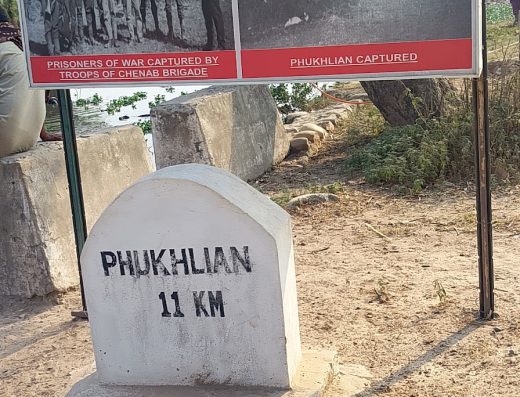 PRISONERS OF WAR CAPTURED BY
TROOPS OF CHENAB BRIGADE
PHUKHLIAN CAPTURED
PHUKHLIAN
11 KM